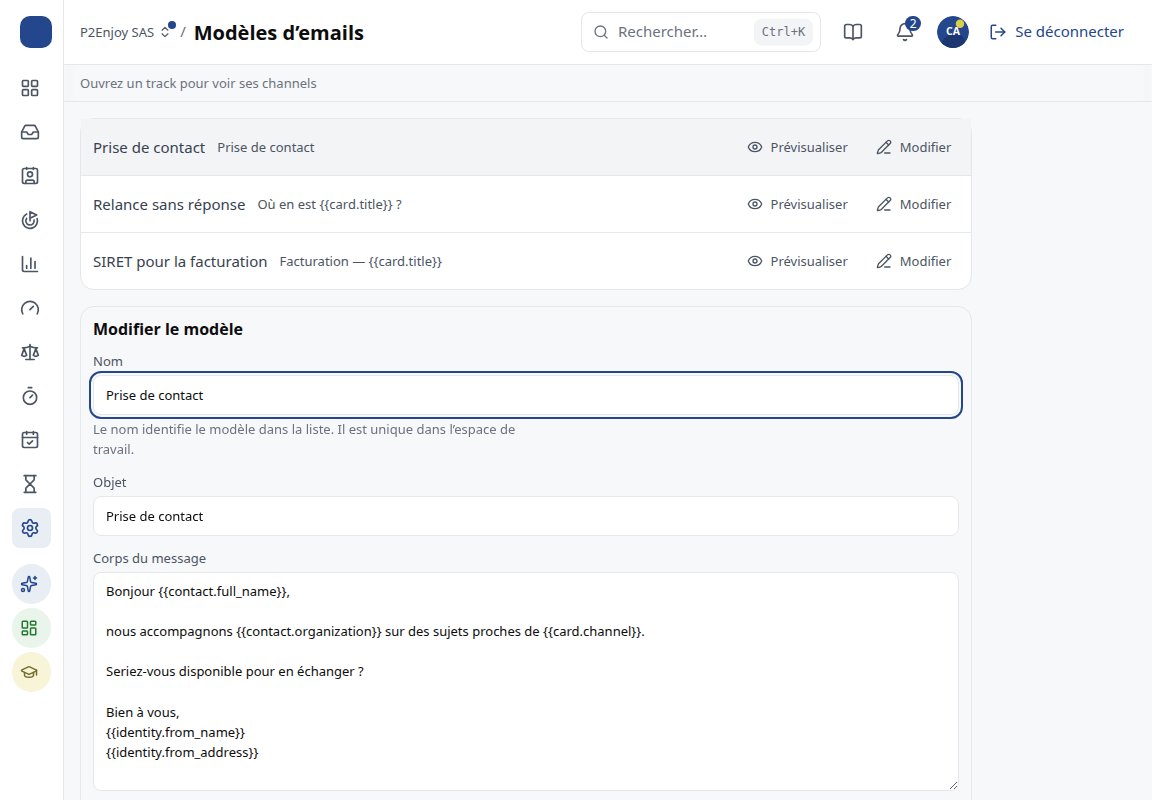 P2Enjoy SAS / Modèles d’emails
Rechercher... Ctrl+K
2
CA
Se déconnecter
Ouvrez un track pour voir ses channels
Prise de contact Prise de contact Prévisualiser Modifier
Relance sans réponse Où en est {{card.title}} ? Prévisualiser Modifier
SIRET pour la facturation Facturation — {{card.title}} Prévisualiser Modifier
Modifier le modèle
Nom
Prise de contact
Le nom identifie le modèle dans la liste. Il est unique dans l’espace de
travail.
Objet
Prise de contact
Corps du message
Bonjour {{contact.full_name}},
nous accompagnons {{contact.organization}} sur des sujets proches de {{card.channel}}.
Seriez-vous disponible pour en échanger ?
Bien à vous,
{{identity.from_name}}
{{identity.from_address}}